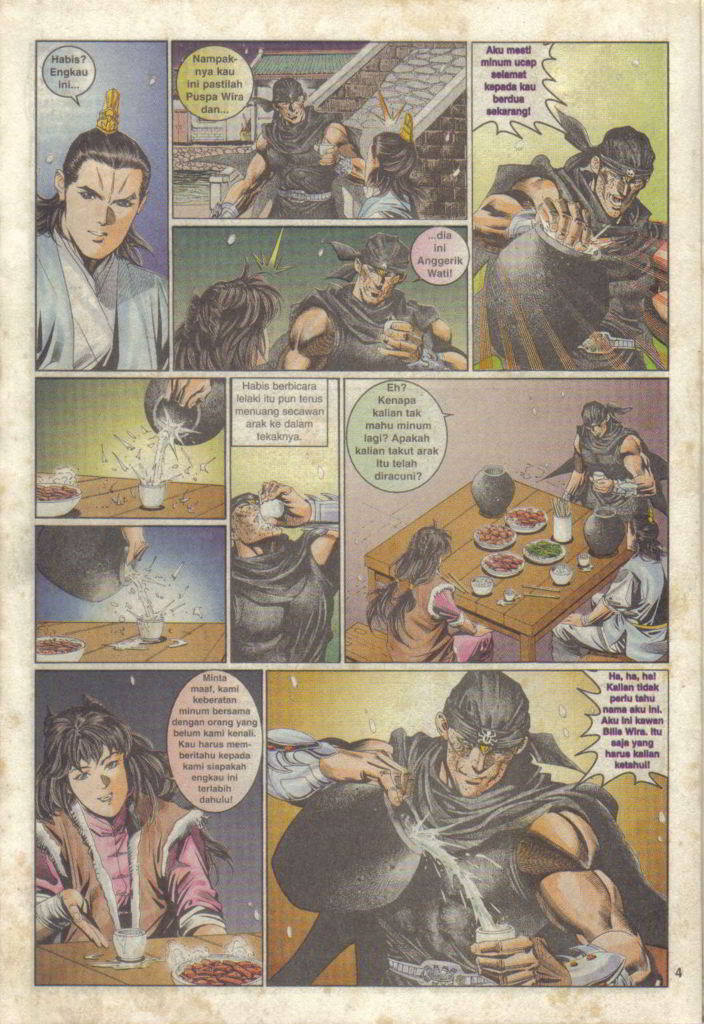 Habis?
Engkau
ini...
Nampak-
nya kau
ini pastilah
Puspa Wira
dan...
...dia
ini
Anggerik
Wati!
Aku mesti
minum ucap
selamat
kepada kau
berdua
sekarang!
Habis berbicara
lelaki itu pun terus
menuang secawan
arak ke dalam
tekaknya.
Eh?
Kenapa
kalian tak
mahu minum
lagi? Apakah
kalian takut arak
itu telah
diracuni?
Minta
maaf, kami
keberatan
minum bersama
dengan orang yang
belum kami kenali.
Kau harus mem-
beritahu kepada
kami siapakah
engkau ini
terlebih
dahulu!
Ha, ha, ha!
Kalian tidak
perlu tahu
nama aku ini.
Aku ini kawan
Bilis Wira. Itu
saja yang
harus kalian
ketahui!
4